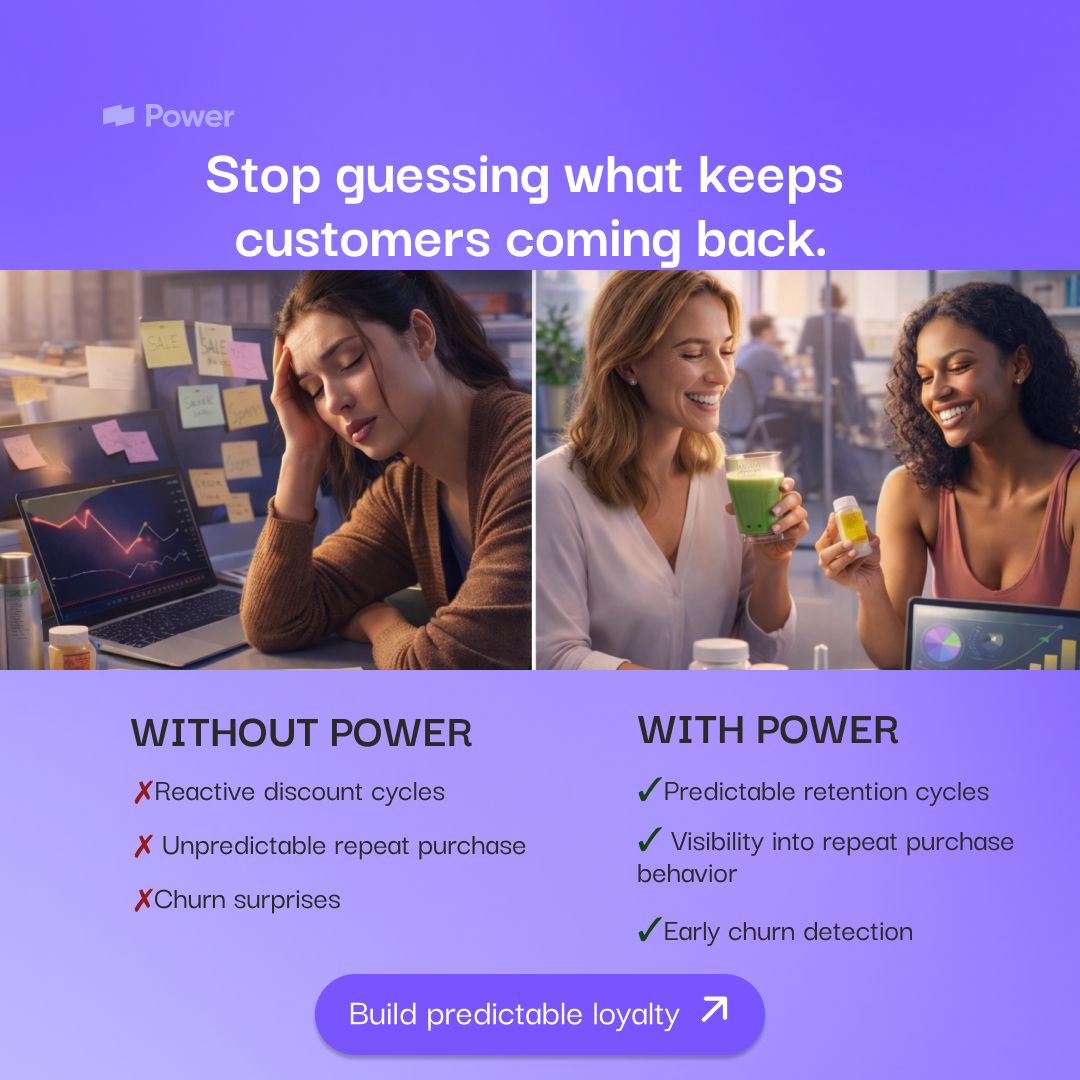 Power
Stop guessing what keeps
customers coming back.
SALE
SALE
WITHOUT POWER
WITH POWER
✗Reactive discount cycles
✗ Unpredictable repeat purchase
✗Churn surprises
✓Predictable retention cycles
✓ Visibility into repeat purchase
behavior
✓Early churn detection
Build predictable loyalty